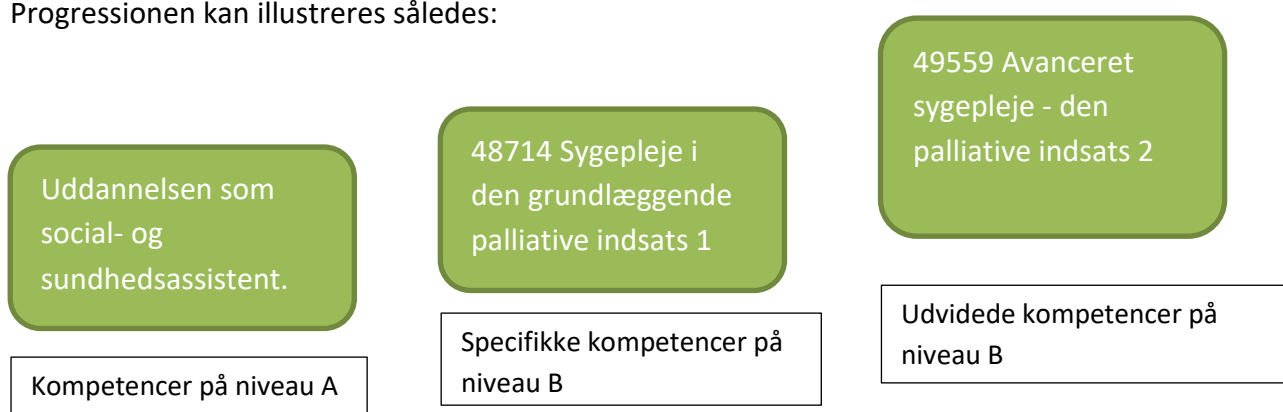 Progressionen kan illustreres således:
Uddannelsen som
social- og
sundhedsassistent.
Kompetencer på niveau A
48714 Sygepleje i
den grundlæggende
palliative indsats 1
Specifikke kompetencer på
niveau B
49559 Avanceret
sygepleje - den
palliative indsats 2
Udvidede kompetencer på
niveau B